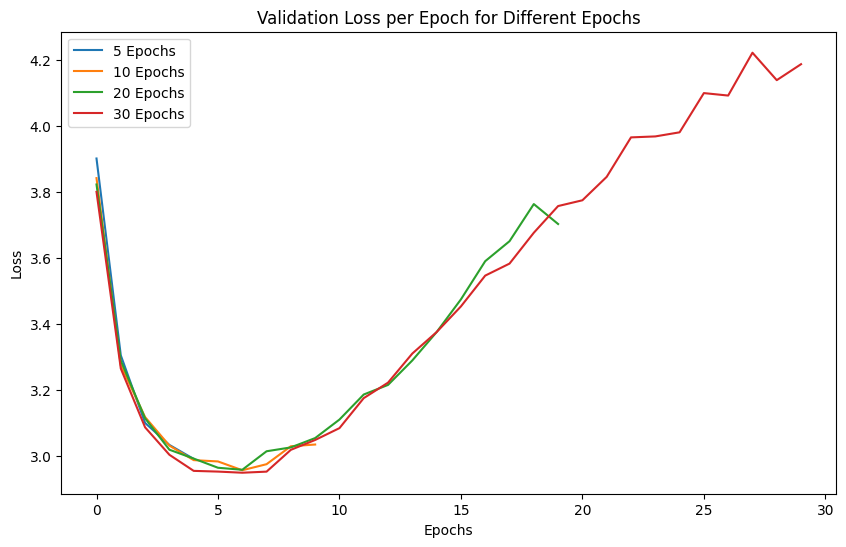 Validation Loss per Epoch for Different Epochs
5 Epochs
10 Epochs
20 Epochs
30 Epochs
4.2
4.0
3.8
3.6
3.4
3.2
3.0
Loss
0 5 10 15 20 25 30
Epochs